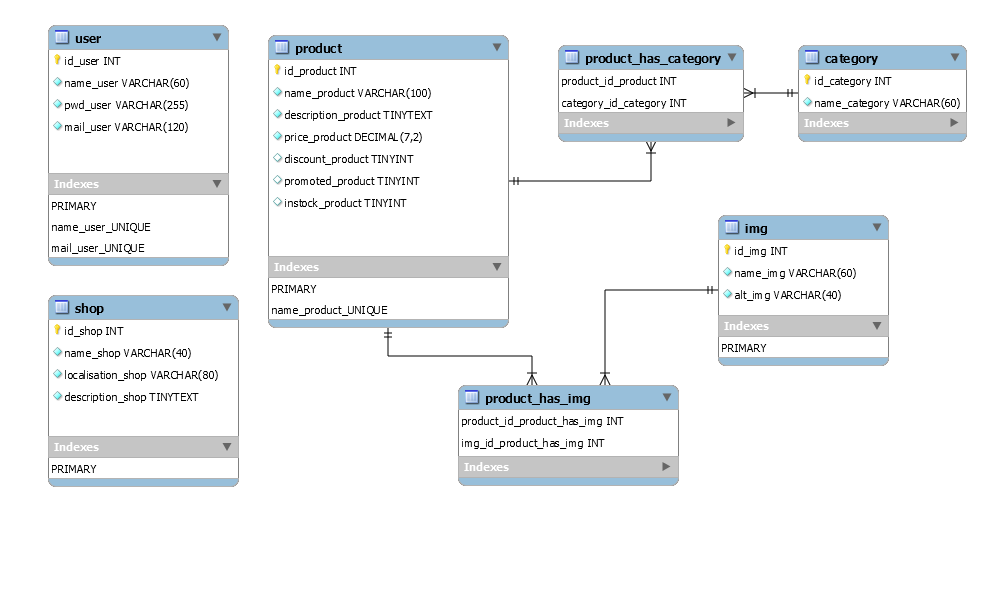 user
id_user INT
name_user VARCHAR(60)
pwd_user VARCHAR(255)
mail_user VARCHAR(120)
Indexes
PRIMARY
name_user_UNIQUE
mail_user_UNIQUE
shop
id_shop INT
name_shop VARCHAR(40)
localisation_shop VARCHAR(80)
description_shop TINYTEXT
Indexes
PRIMARY
product
id_product INT
name_product VARCHAR(100)
description_product TINYTEXT
price_product DECIMAL(7,2)
discount_product TINYINT
promoted_product TINYINT
instock_product TINYINT
Indexes
PRIMARY
name_product_UNIQUE
product_has_category
product_id_product INT
category_id_category INT
Indexes
category
id_category INT
name_category VARCHAR(60)
Indexes
img
id_img INT
name_img VARCHAR(60)
alt_img VARCHAR(40)
Indexes
PRIMARY
product_has_img
product_id_product_has_img INT
img_id_product_has_img INT
Indexes